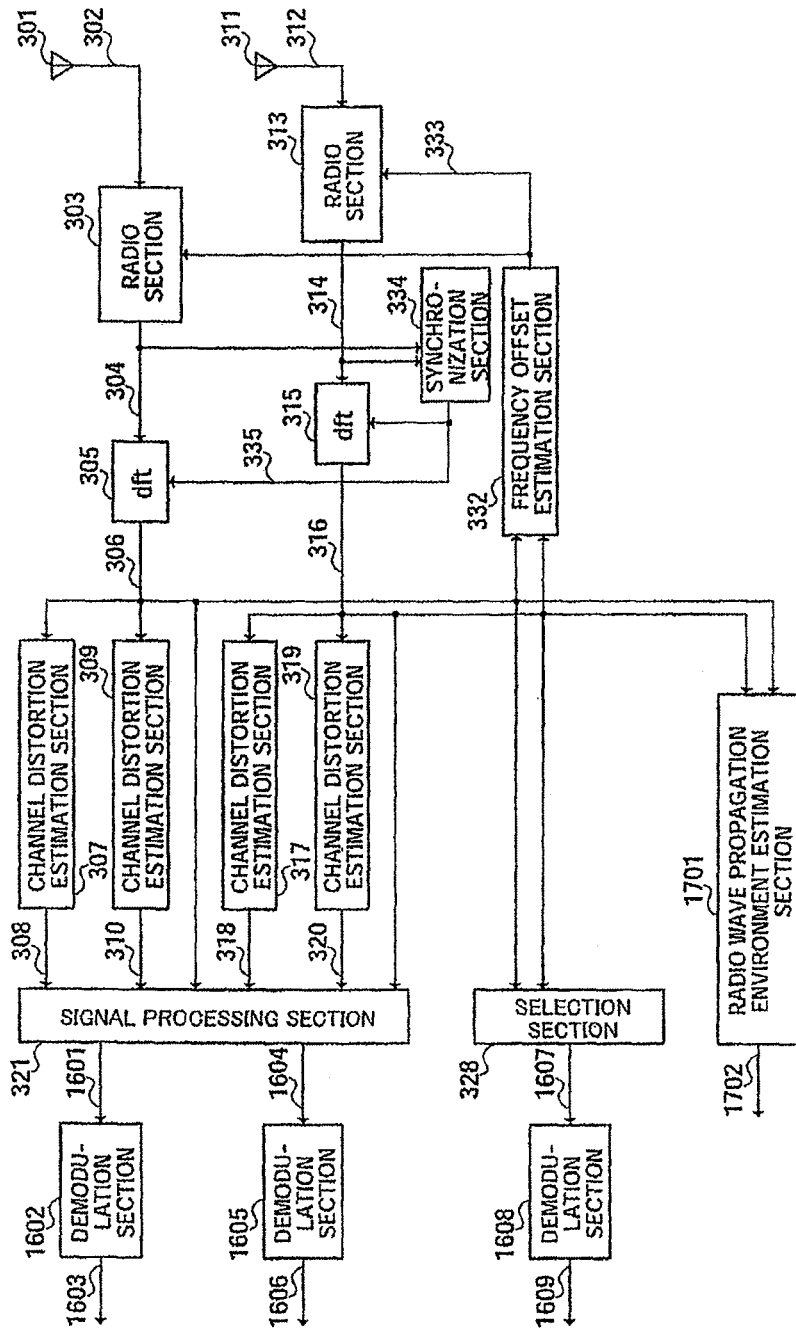 301
302
303
RADIO
SECTION
304
305
dft
306
311
312
313
RADIO
SECTION
314
315
dft
316
333
334
SYNCHRO-
NIZATION
SECTION
335
332
FREQUENCY OFFSET
ESTIMATION SECTION
CHANNEL DISTORTION
ESTIMATION SECTION
307
308
309
CHANNEL DISTORTION
ESTIMATION SECTION
310
CHANNEL DISTORTION
ESTIMATION SECTION
317
318
319
CHANNEL DISTORTION
ESTIMATION SECTION
320
SIGNAL PROCESSING SECTION
321
SELECTION
SECTION
328
1701
RADIO WAVE PROPAGATION
ENVIRONMENT ESTIMATION
SECTION
1702
1601
1602
DEMODU-
LATION
SECTION
1603
1604
1605
DEMODU-
LATION
SECTION
1606
1607
1608
DEMODU-
LATION
SECTION
1609